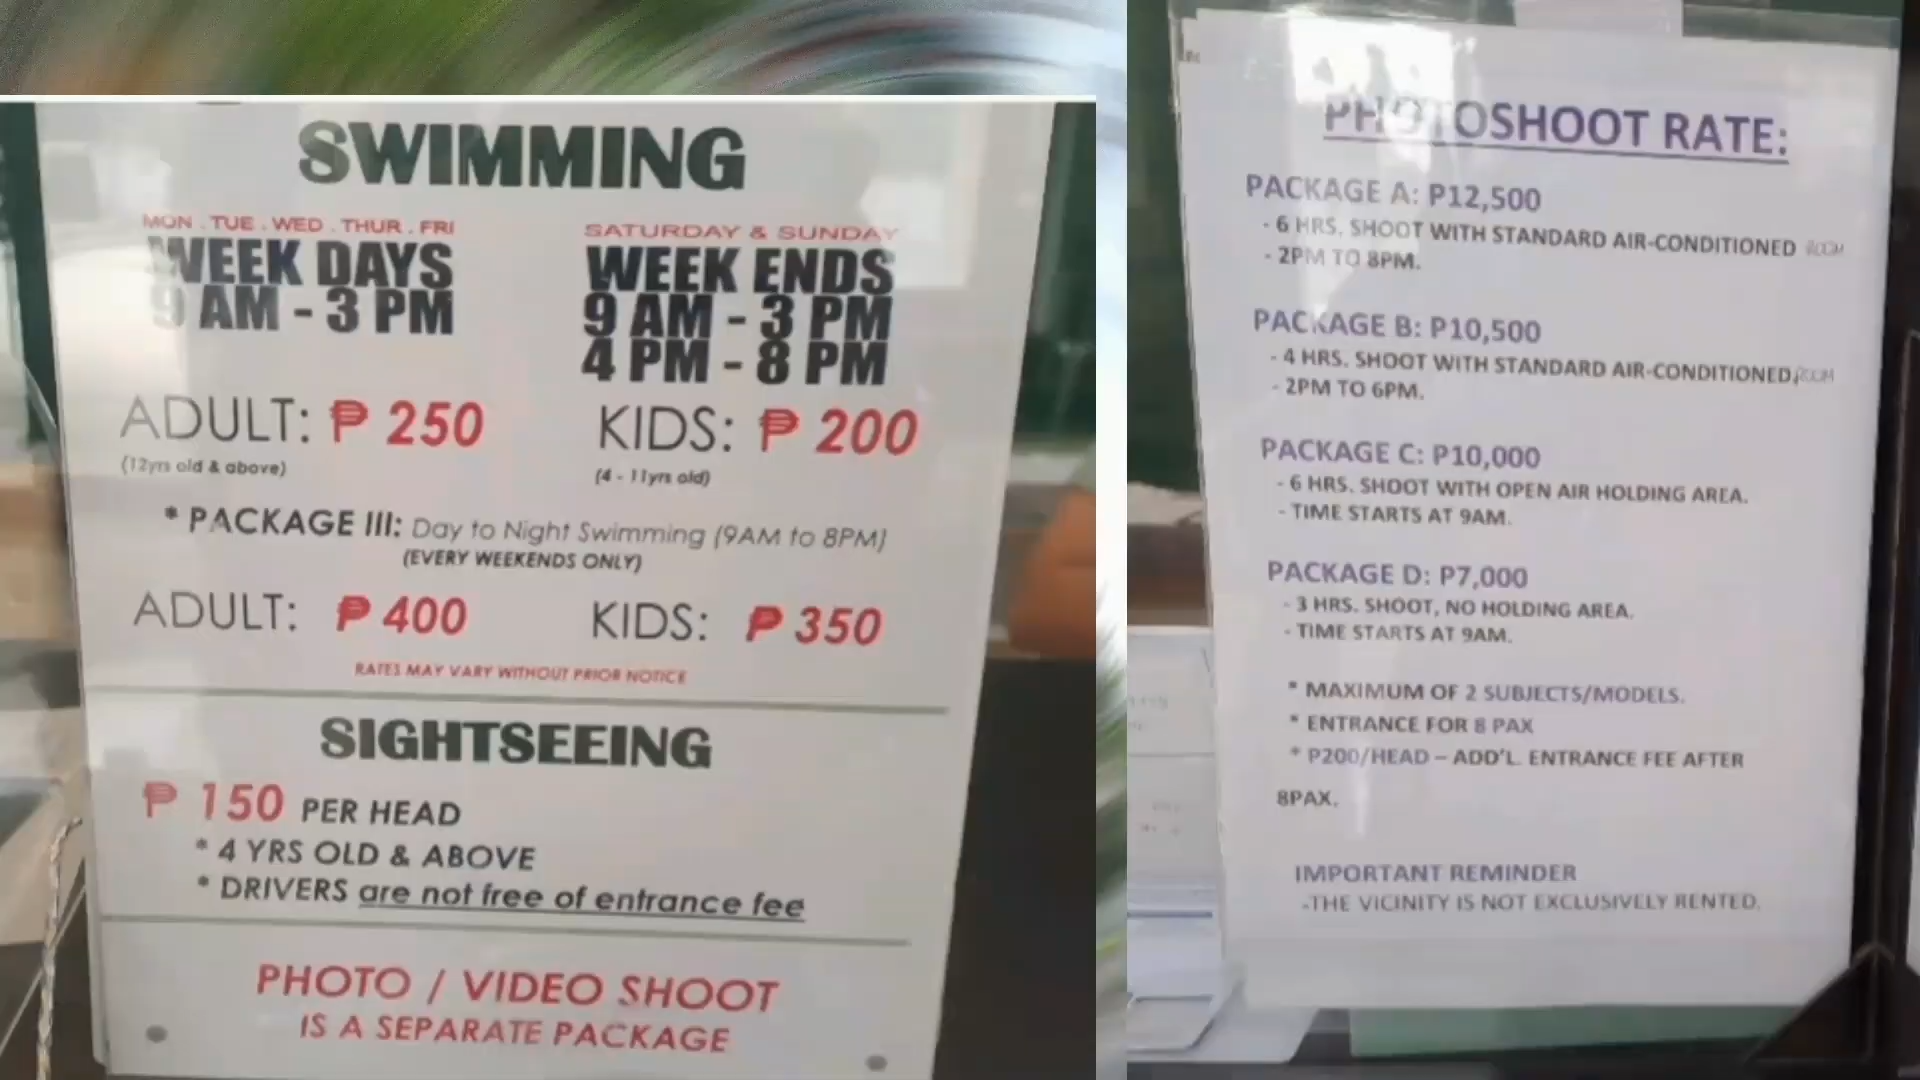 SWIMMING
MON . TUE . WED . THUR . FRI
WEEK DAYS
9 AM - 3 PM
SATURDAY & SUNDAY
WEEK ENDS
9 AM - 3 PM
4 PM - 8 PM
ADULT: ₱ 250
(12yrs old & above)
KIDS: ₱ 200
(4 - 11yrs old)
* PACKAGE III: Day to Night Swimming (9AM to 8PM)
(EVERY WEEKENDS ONLY)
ADULT: ₱ 400 KIDS: ₱ 350
RATES MAY VARY WITHOUT PRIOR NOTICE
SIGHTSEEING
₱ 150 PER HEAD
* 4 YRS OLD & ABOVE
* DRIVERS are not free of entrance fee
PHOTO / VIDEO SHOOT
IS A SEPARATE PACKAGE
PHOTOSHOOT RATE:
PACKAGE A: P12,500
- 6 HRS. SHOOT WITH STANDARD AIR-CONDITIONED ROOM
- 2PM TO 8PM.
PACKAGE B: P10,500
- 4 HRS. SHOOT WITH STANDARD AIR-CONDITIONED ROOM
- 2PM TO 6PM.
PACKAGE C: P10,000
- 6 HRS. SHOOT WITH OPEN AIR HOLDING AREA.
- TIME STARTS AT 9AM.
PACKAGE D: P7,000
- 3 HRS. SHOOT, NO HOLDING AREA.
- TIME STARTS AT 9AM.
* MAXIMUM OF 2 SUBJECTS/MODELS.
* ENTRANCE FOR 8 PAX
* P200/HEAD – ADD'L. ENTRANCE FEE AFTER
8PAX.
IMPORTANT REMINDER
-THE VICINITY IS NOT EXCLUSIVELY RENTED.